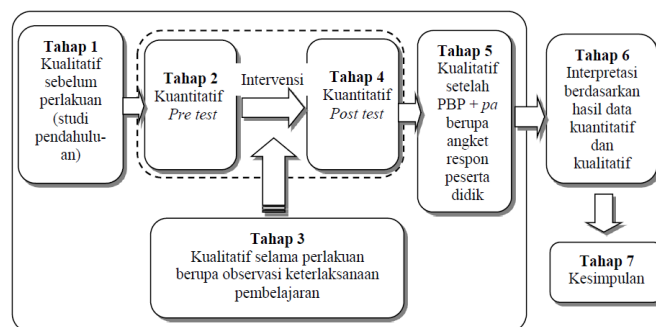 Tahap 1
Kualitatif
sebelum
perlakuan
(studi
pendahulu-
an)
Tahap 2
Kuantitatif
Pre test
Intervensi
Tahap 4
Kuantitatif
Post test
Tahap 5
Kualitatif
setelah
PBP + pa
berupa
angket
respon
peserta
didik
Tahap 6
Interpretasi
berdasarkan
hasil data
kuantitatif
dan
kualitatif
Tahap 3
Kualitatif selama perlakuan
berupa observasi keterlaksanaan
pembelajaran
Tahap 7
Kesimpulan